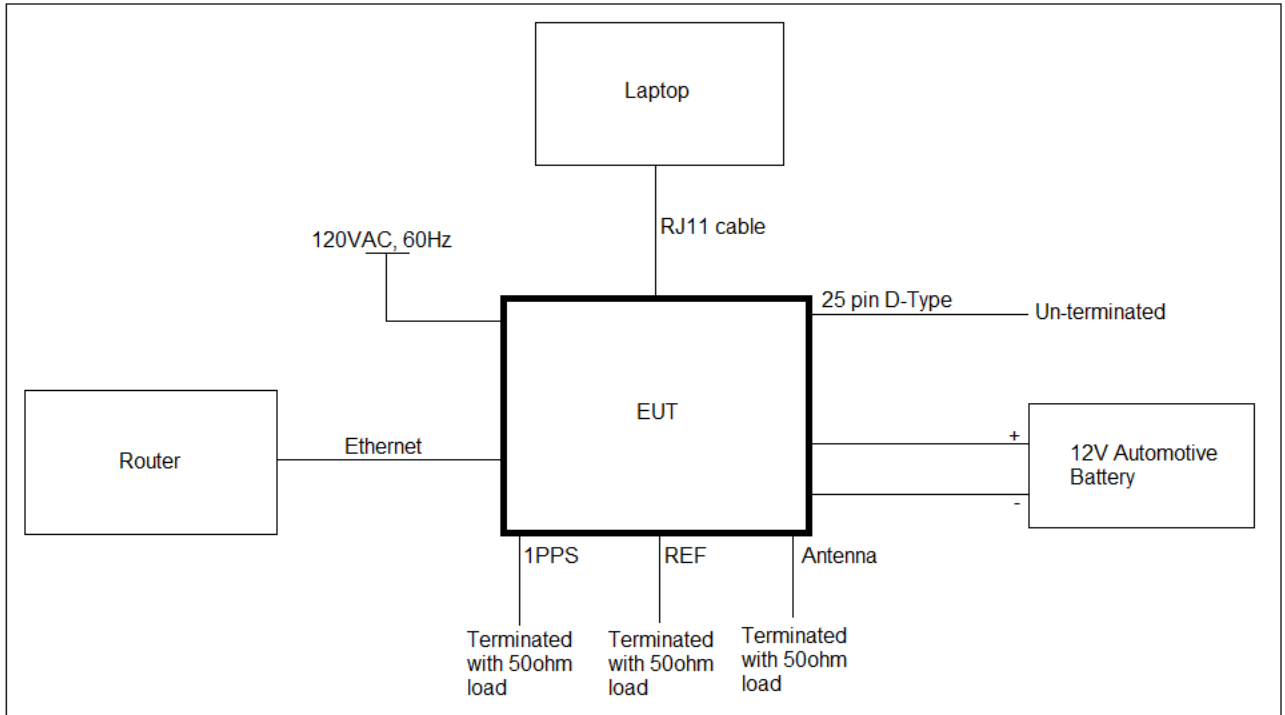 Laptop
RJ11 cable
120VAC, 60Hz
25 pin D-Type
Un-terminated
EUT
Router
Ethernet
+
12V Automotive
Battery
-
1PPS
REF
Antenna
Terminated
with 50ohm
load
Terminated
with 50ohm
load
Terminated
with 50ohm
load